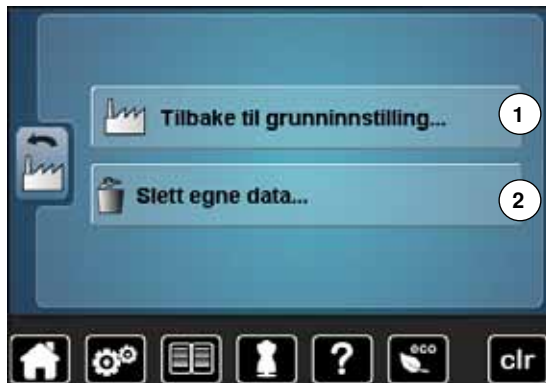 Tilbake til grunninnstilling...
1
Slett egne data...
2
?
eco
clr